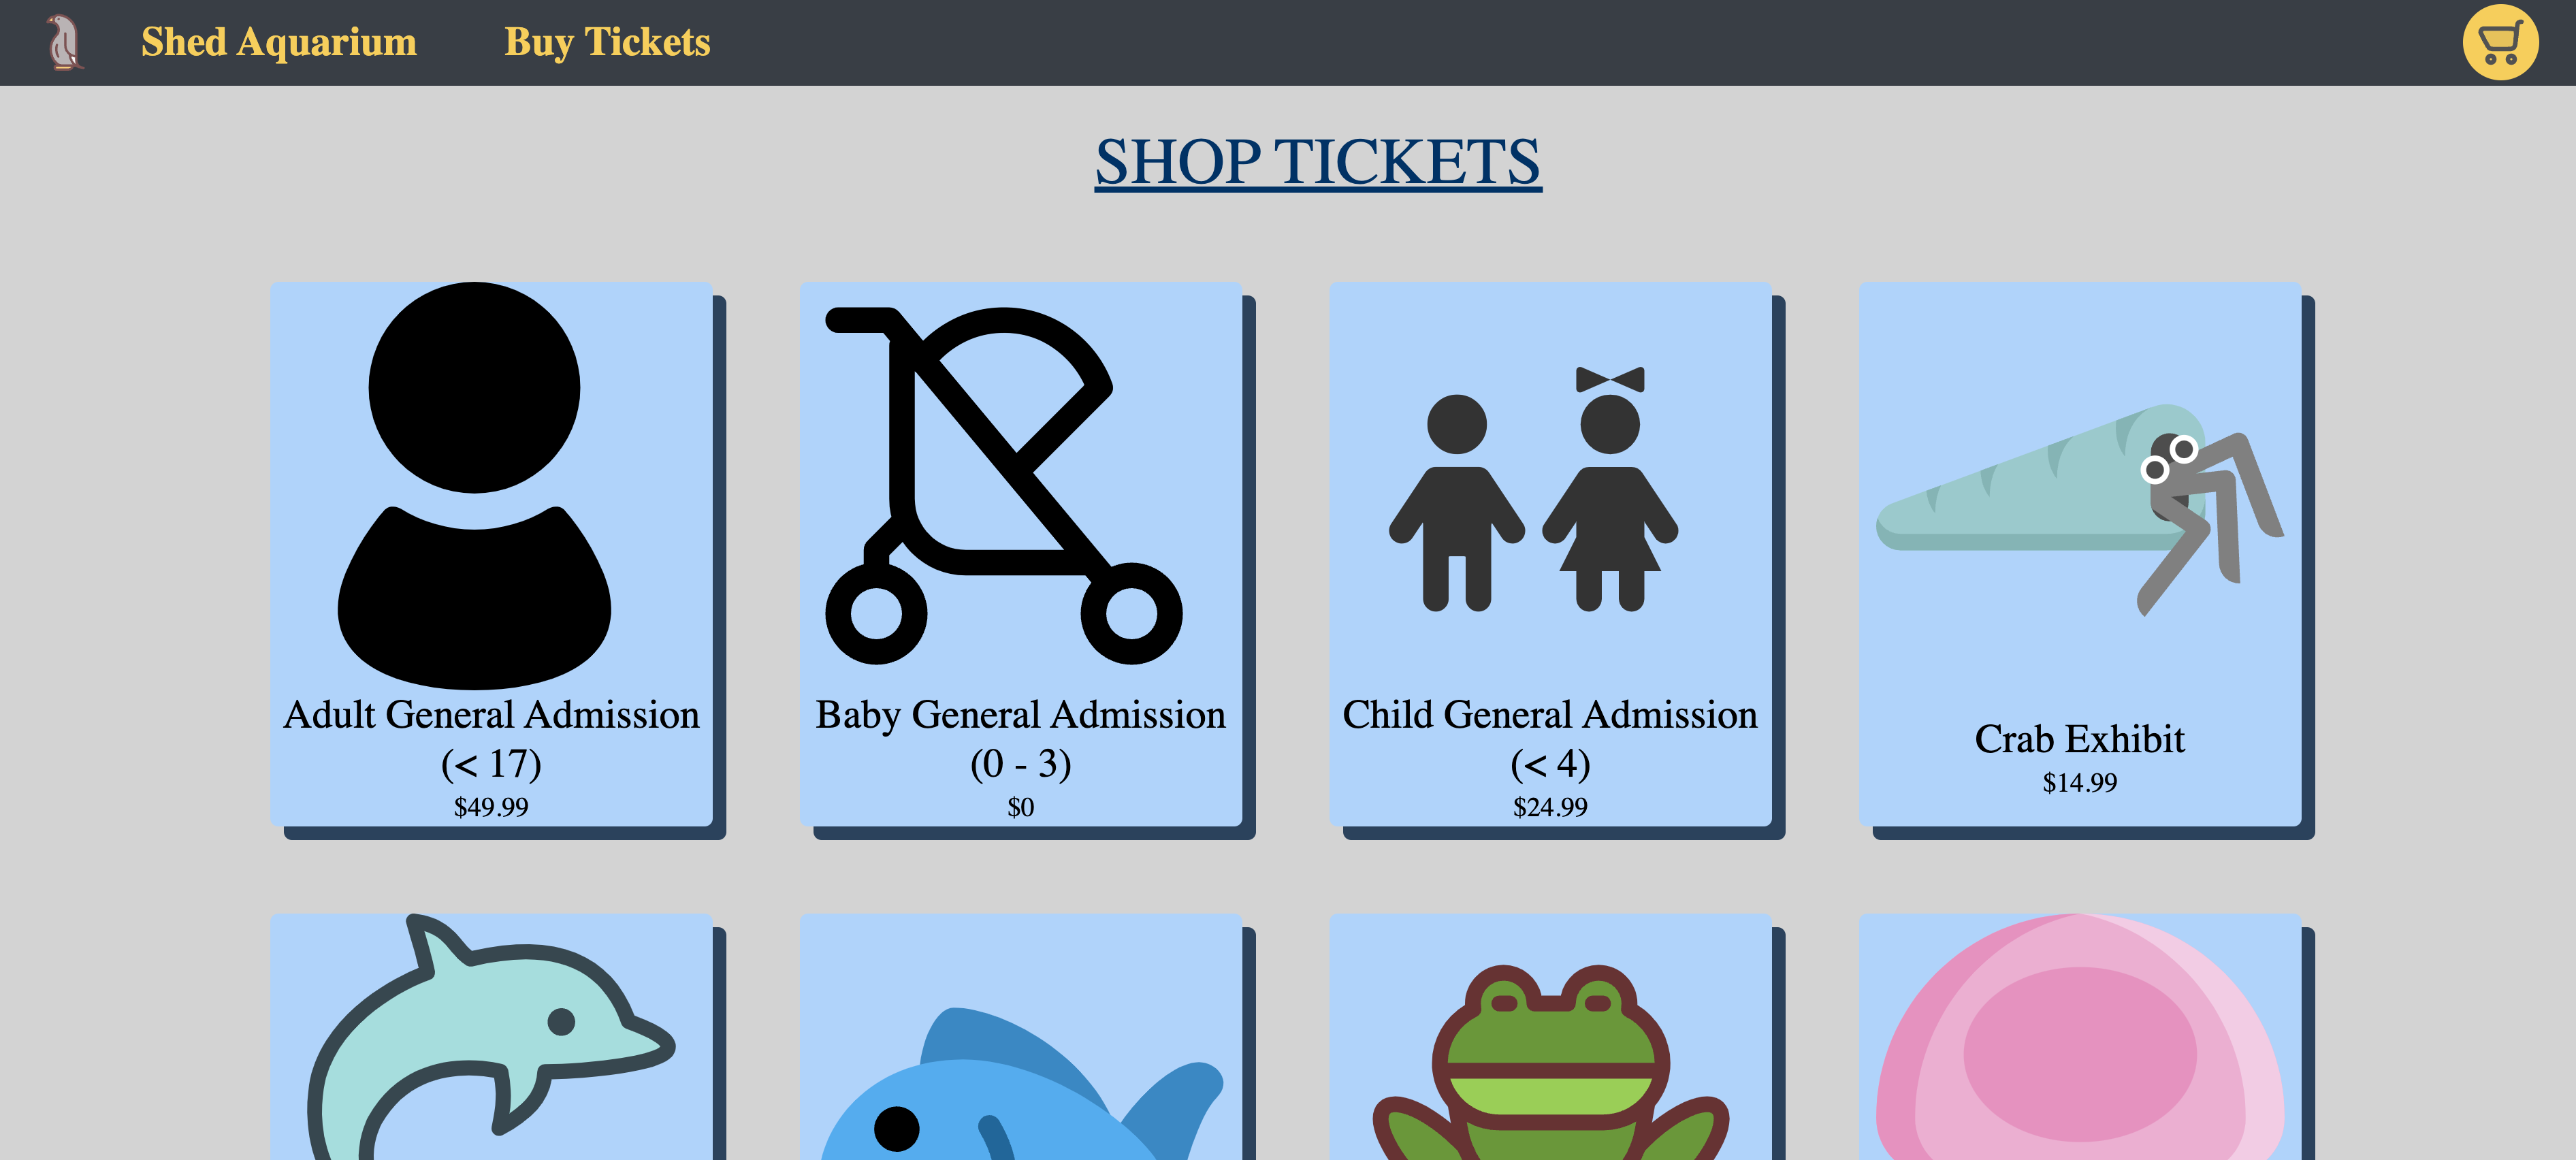 Shed Aquarium
Buy Tickets
SHOP TICKETS
Adult General Admission
(< 17)
$49.99
Baby General Admission
(0 - 3)
$0
Child General Admission
(< 4)
$24.99
Crab Exhibit
$14.99